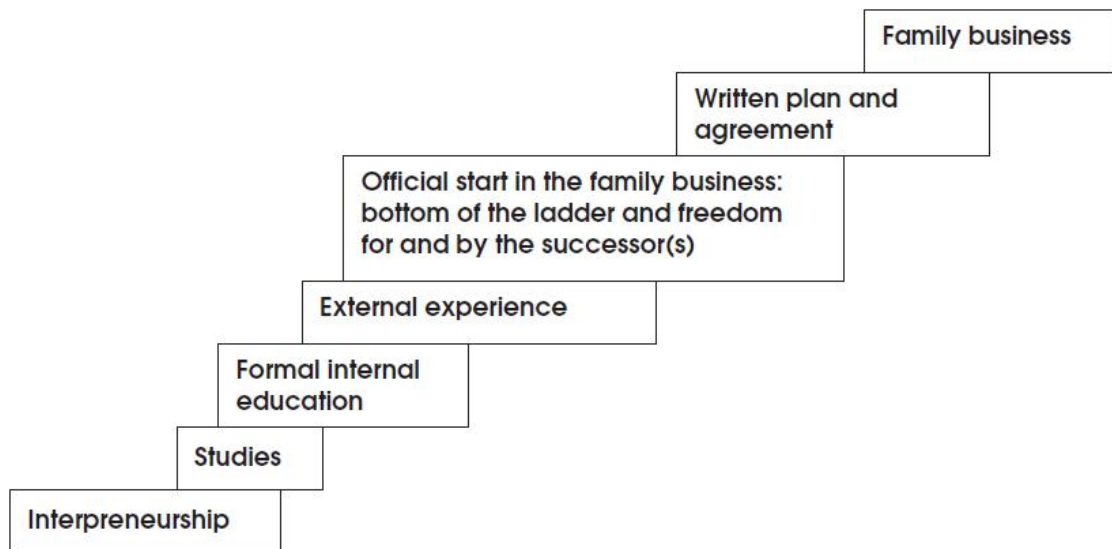 Family business
Written plan and
agreement
Official start in the family business:
bottom of the ladder and freedom
for and by the successor(s)
External experience
Formal internal
education
Studies
Interpreneurship